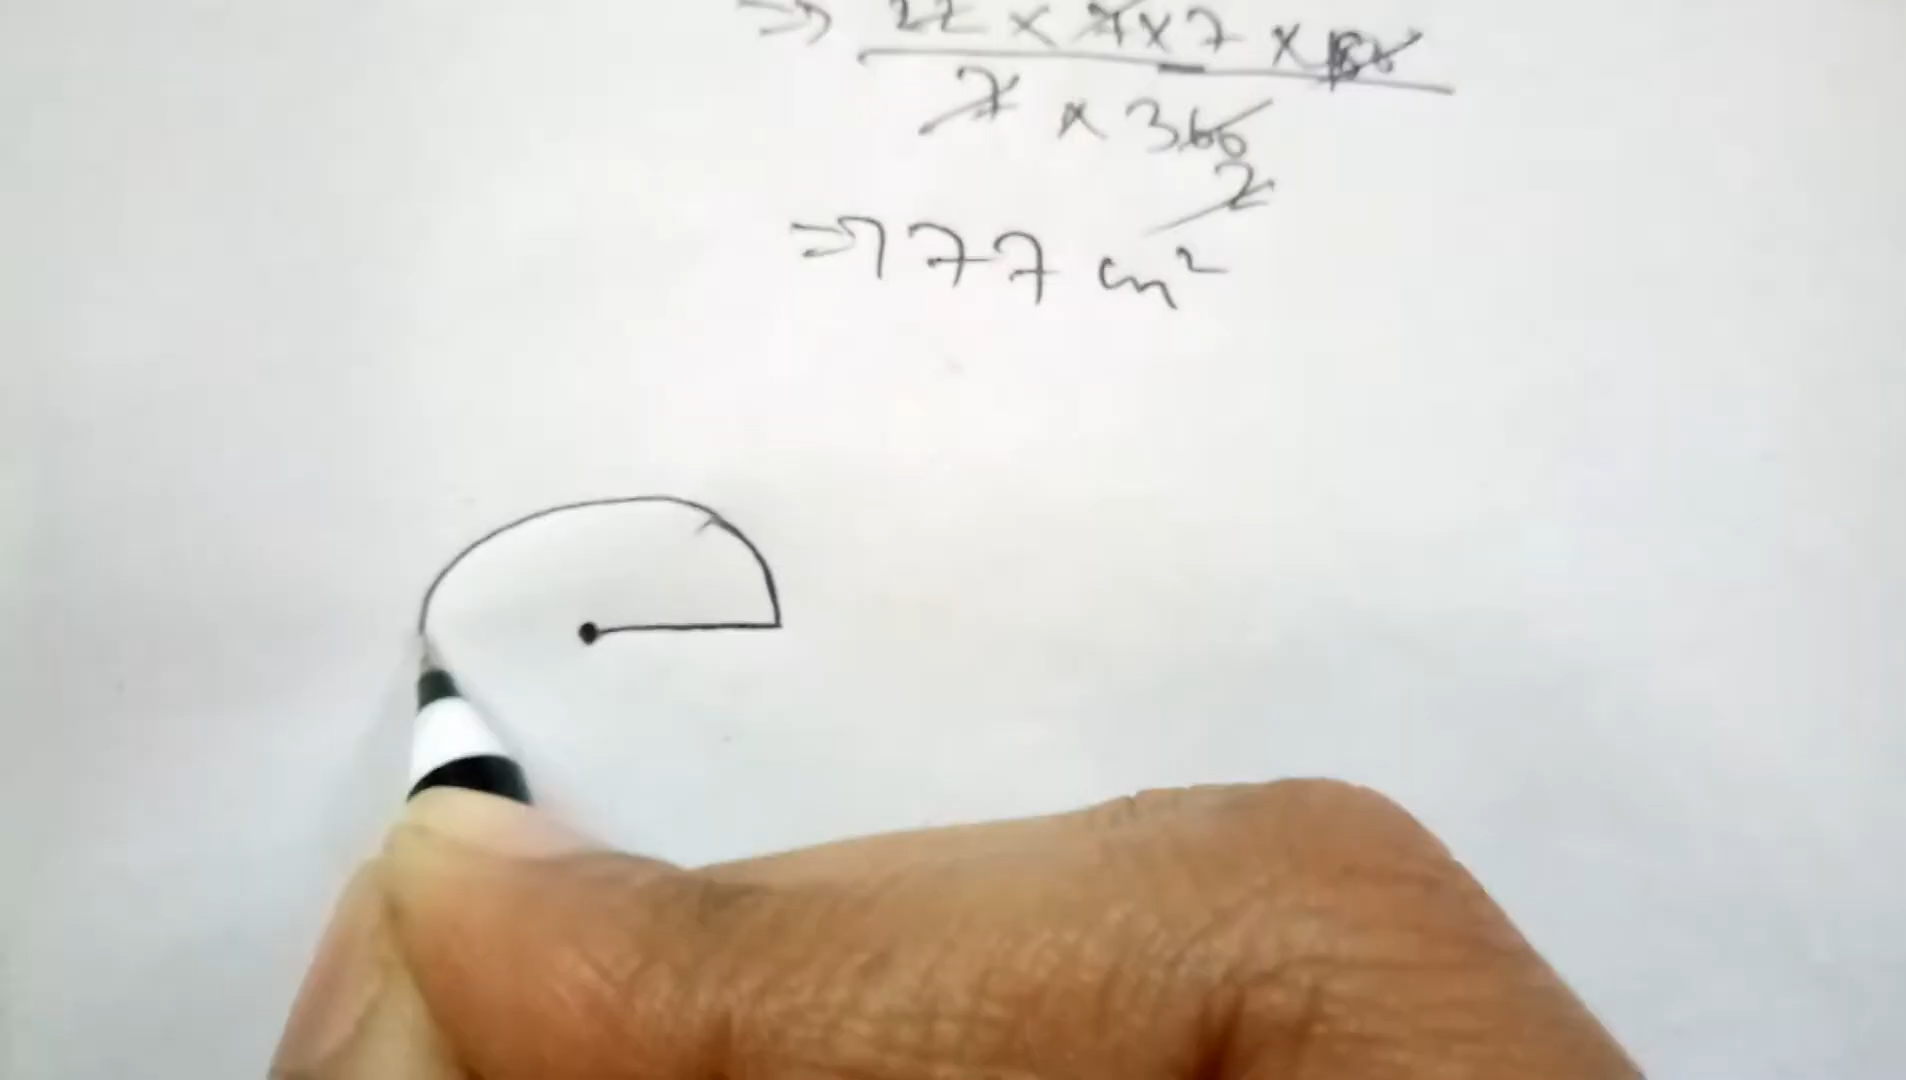 ⇒ 22 × 7 × 7 × 180
7 × 360
2
⇒ 77 cm²